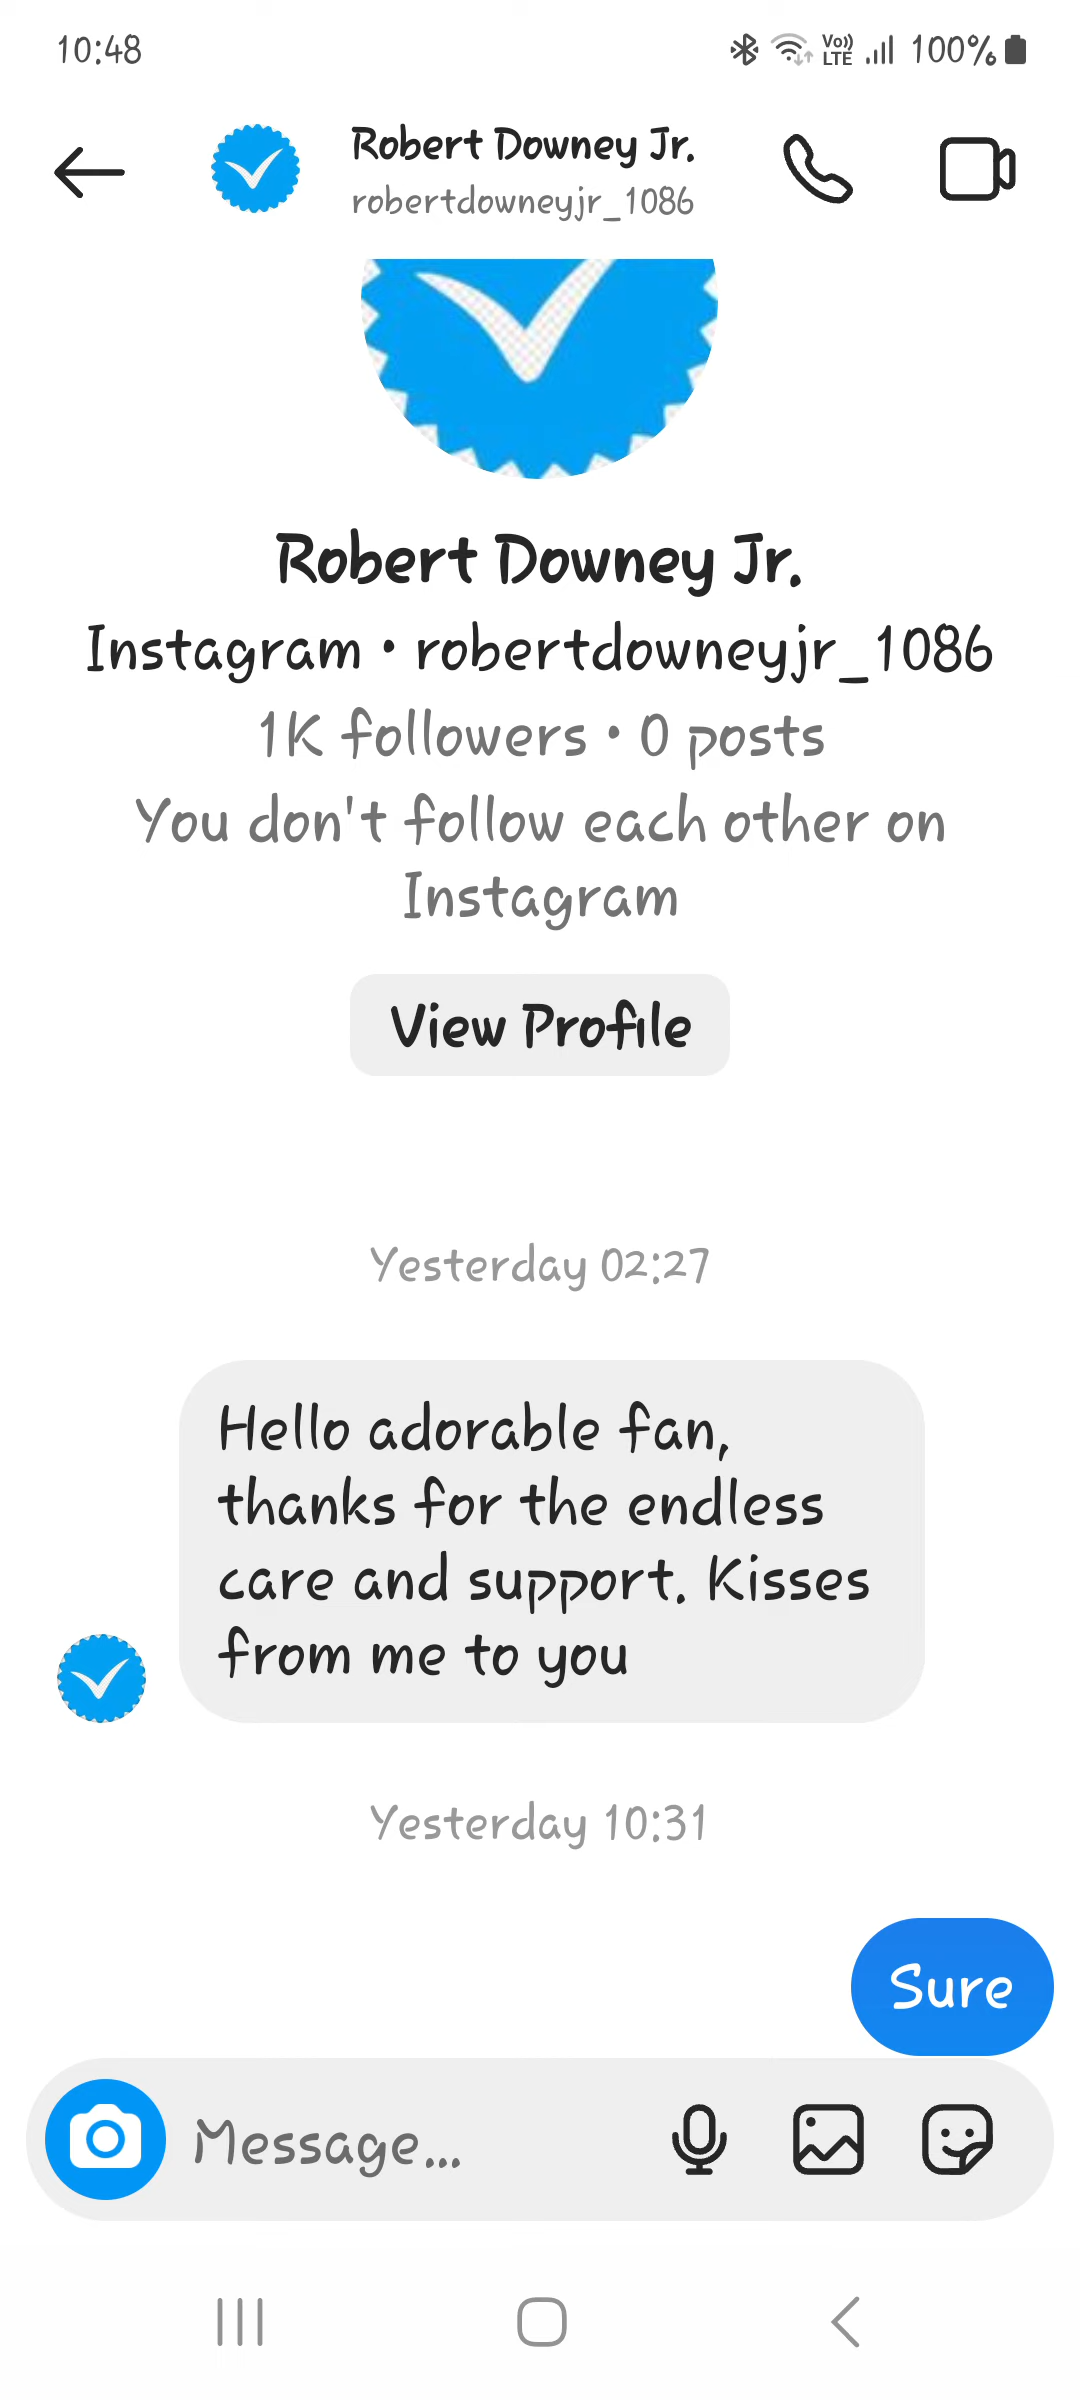 10:48
Vo)) LTE 100%
Robert Downey Jr.
robertdowneyjr_1086
Robert Downey Jr.
Instagram • robertdowneyjr_1086
1K followers • 0 posts
You don't follow each other on
Instagram
View Profile
Yesterday 02:27
Hello adorable fan,
thanks for the endless
care and support. Kisses
from me to you
Yesterday 10:31
Sure
Message...